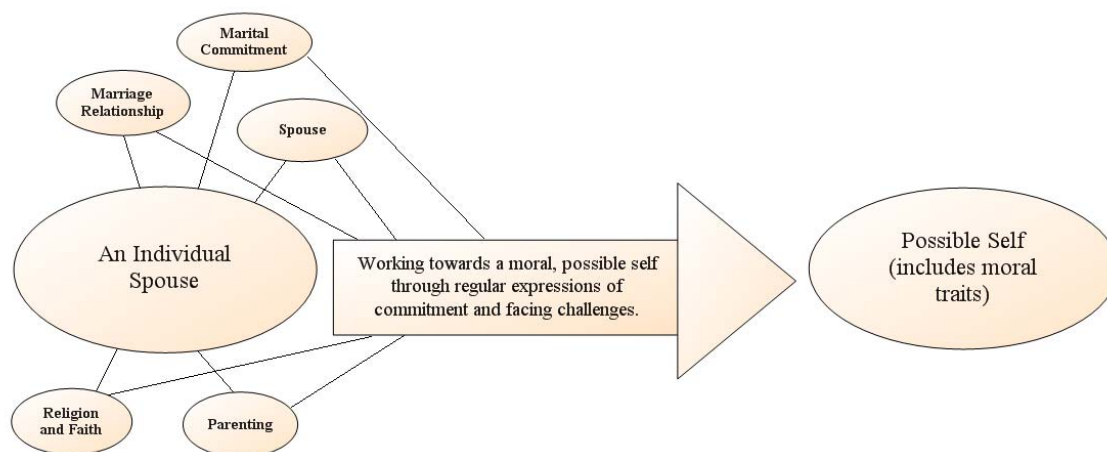 Marital
Commitment
Marriage
Relationship
Spouse
An Individual
Spouse
Working towards a moral, possible self
through regular expressions of
commitment and facing challenges.
Possible Self
(includes moral
traits)
Religion
and Faith
Parenting